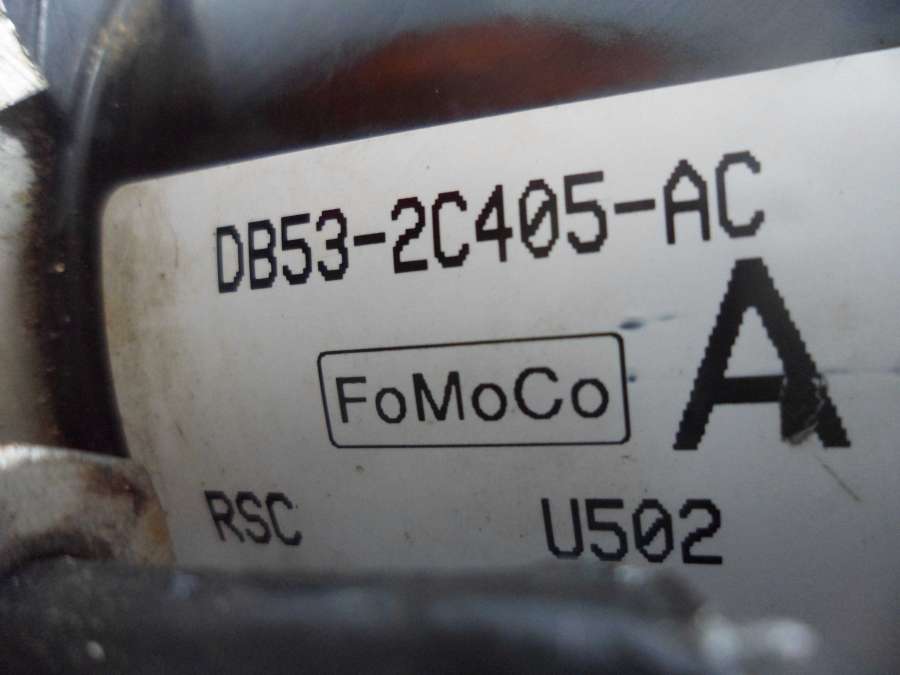 DB53-2C405-AC
A
FoMoCo
RSC U502